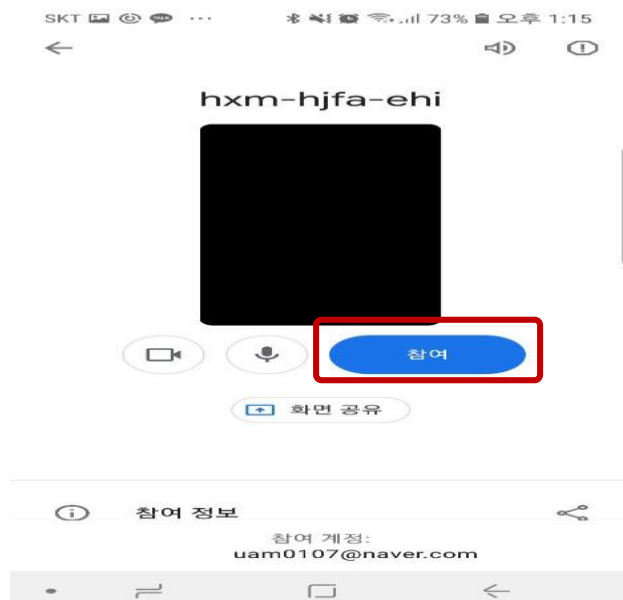 SKT ... 73% 오후 1:15
hxm-hjfa-ehi
참여
화면 공유
참여 정보
참여 계정:
uam0107@naver.com